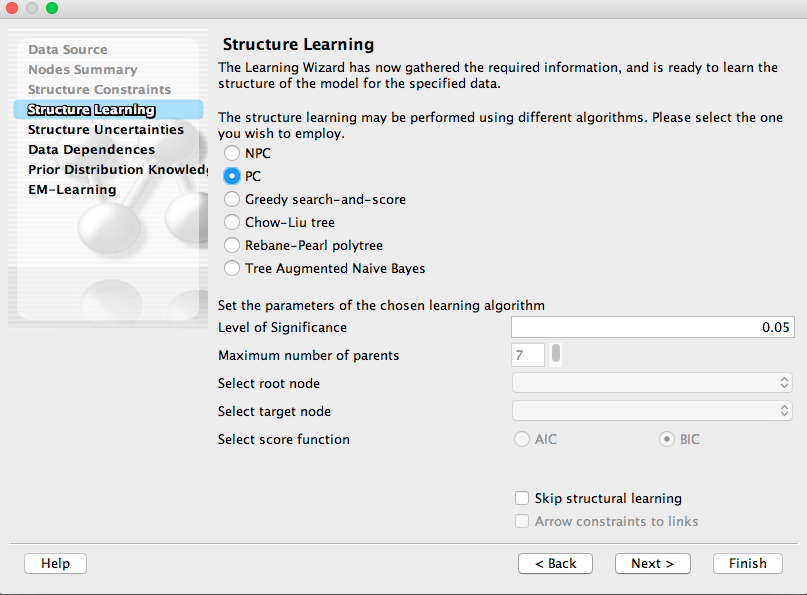 Data Source
Nodes Summary
Structure Constraints
Structure Learning
Structure Uncertainties
Data Dependences
Prior Distribution Knowledg
EM-Learning
Structure Learning
The Learning Wizard has now gathered the required information, and is ready to learn the
structure of the model for the specified data.
The structure learning may be performed using different algorithms. Please select the one
you wish to employ.
NPC
PC
Greedy search-and-score
Chow-Liu tree
Rebane-Pearl polytree
Tree Augmented Naive Bayes
Set the parameters of the chosen learning algorithm
Level of Significance 0.05
Maximum number of parents 7
Select root node
Select target node
Select score function AIC BIC
Skip structural learning
Arrow constraints to links
Help < Back Next > Finish